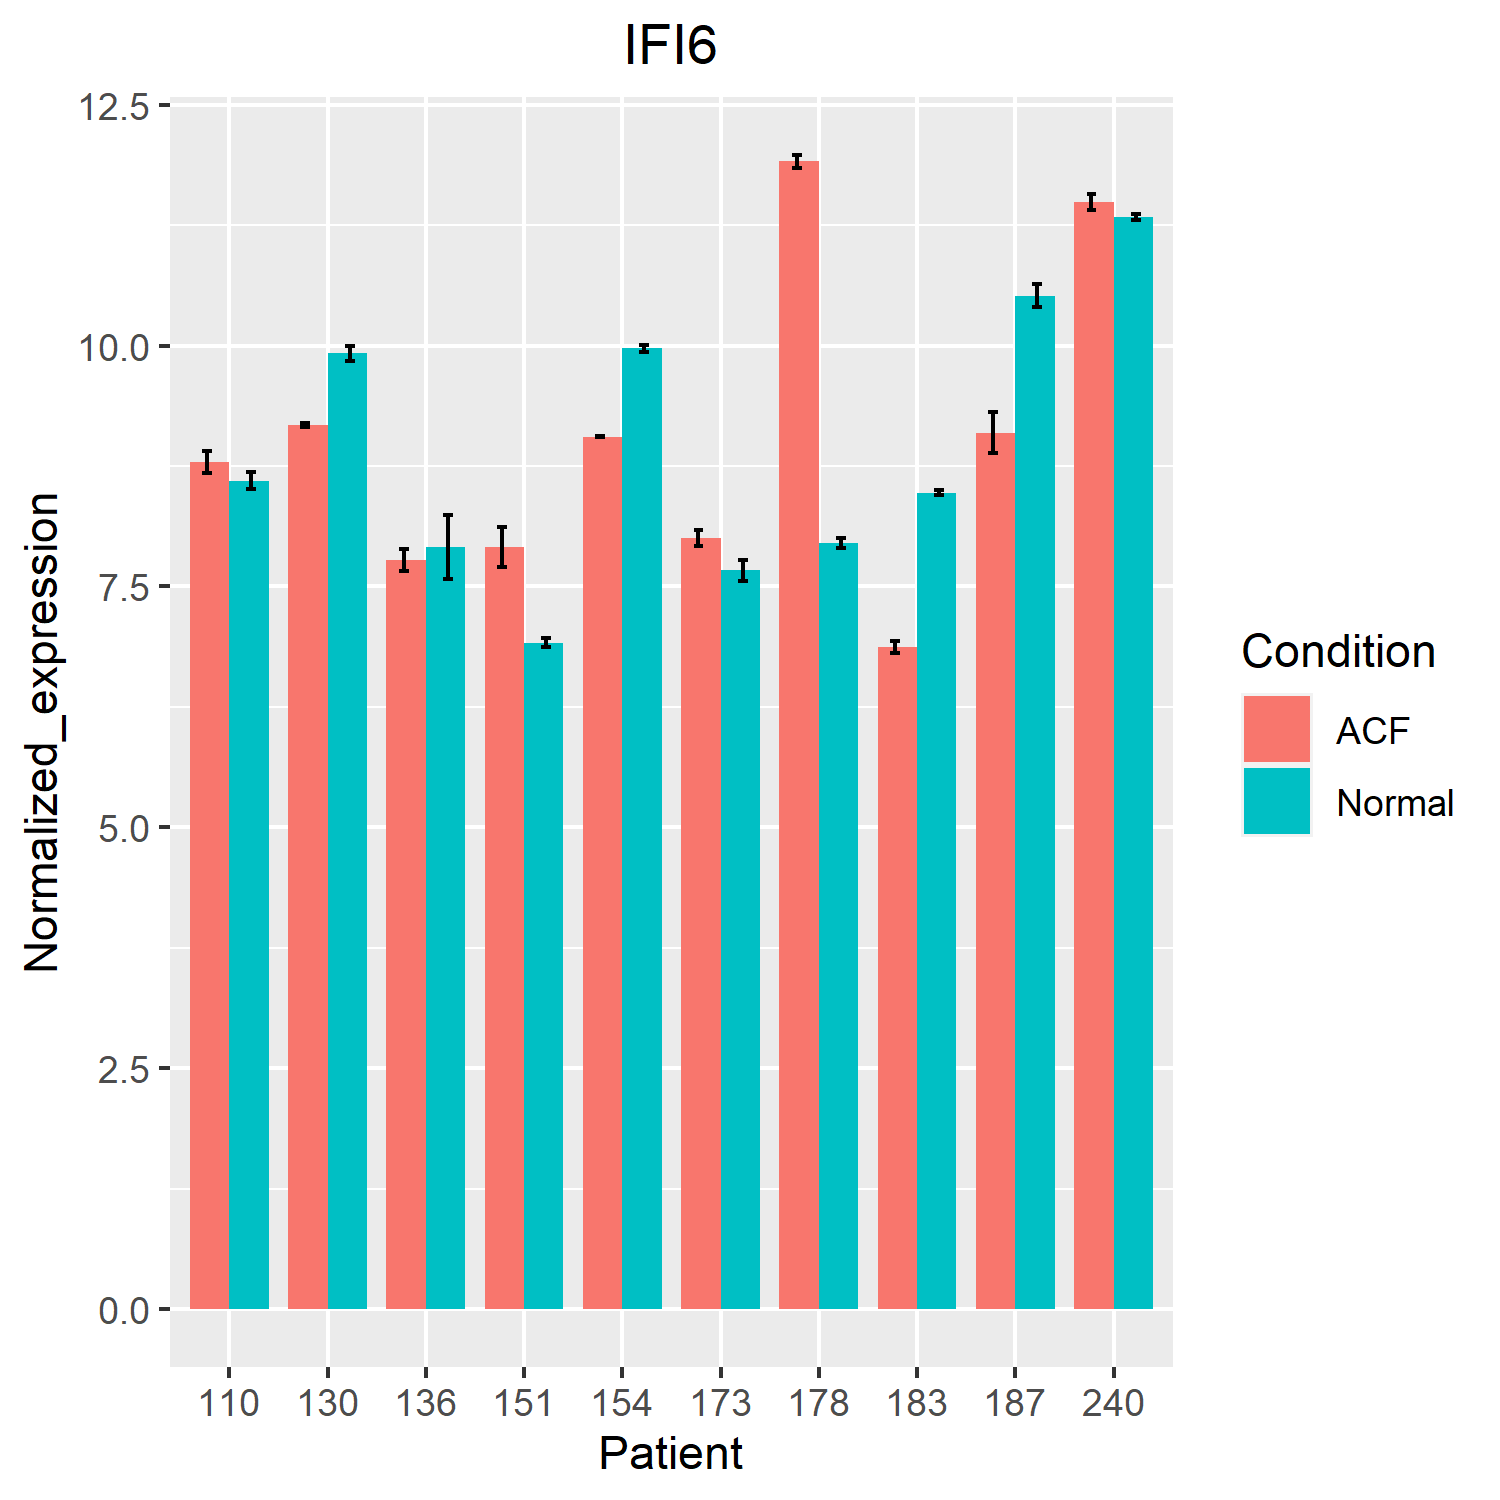 IFI6
12.5
10.0
7.5
5.0
2.5
0.0
Normalized_expression
110 130 136 151 154 173 178 183 187 240
Patient
Condition
ACF
Normal